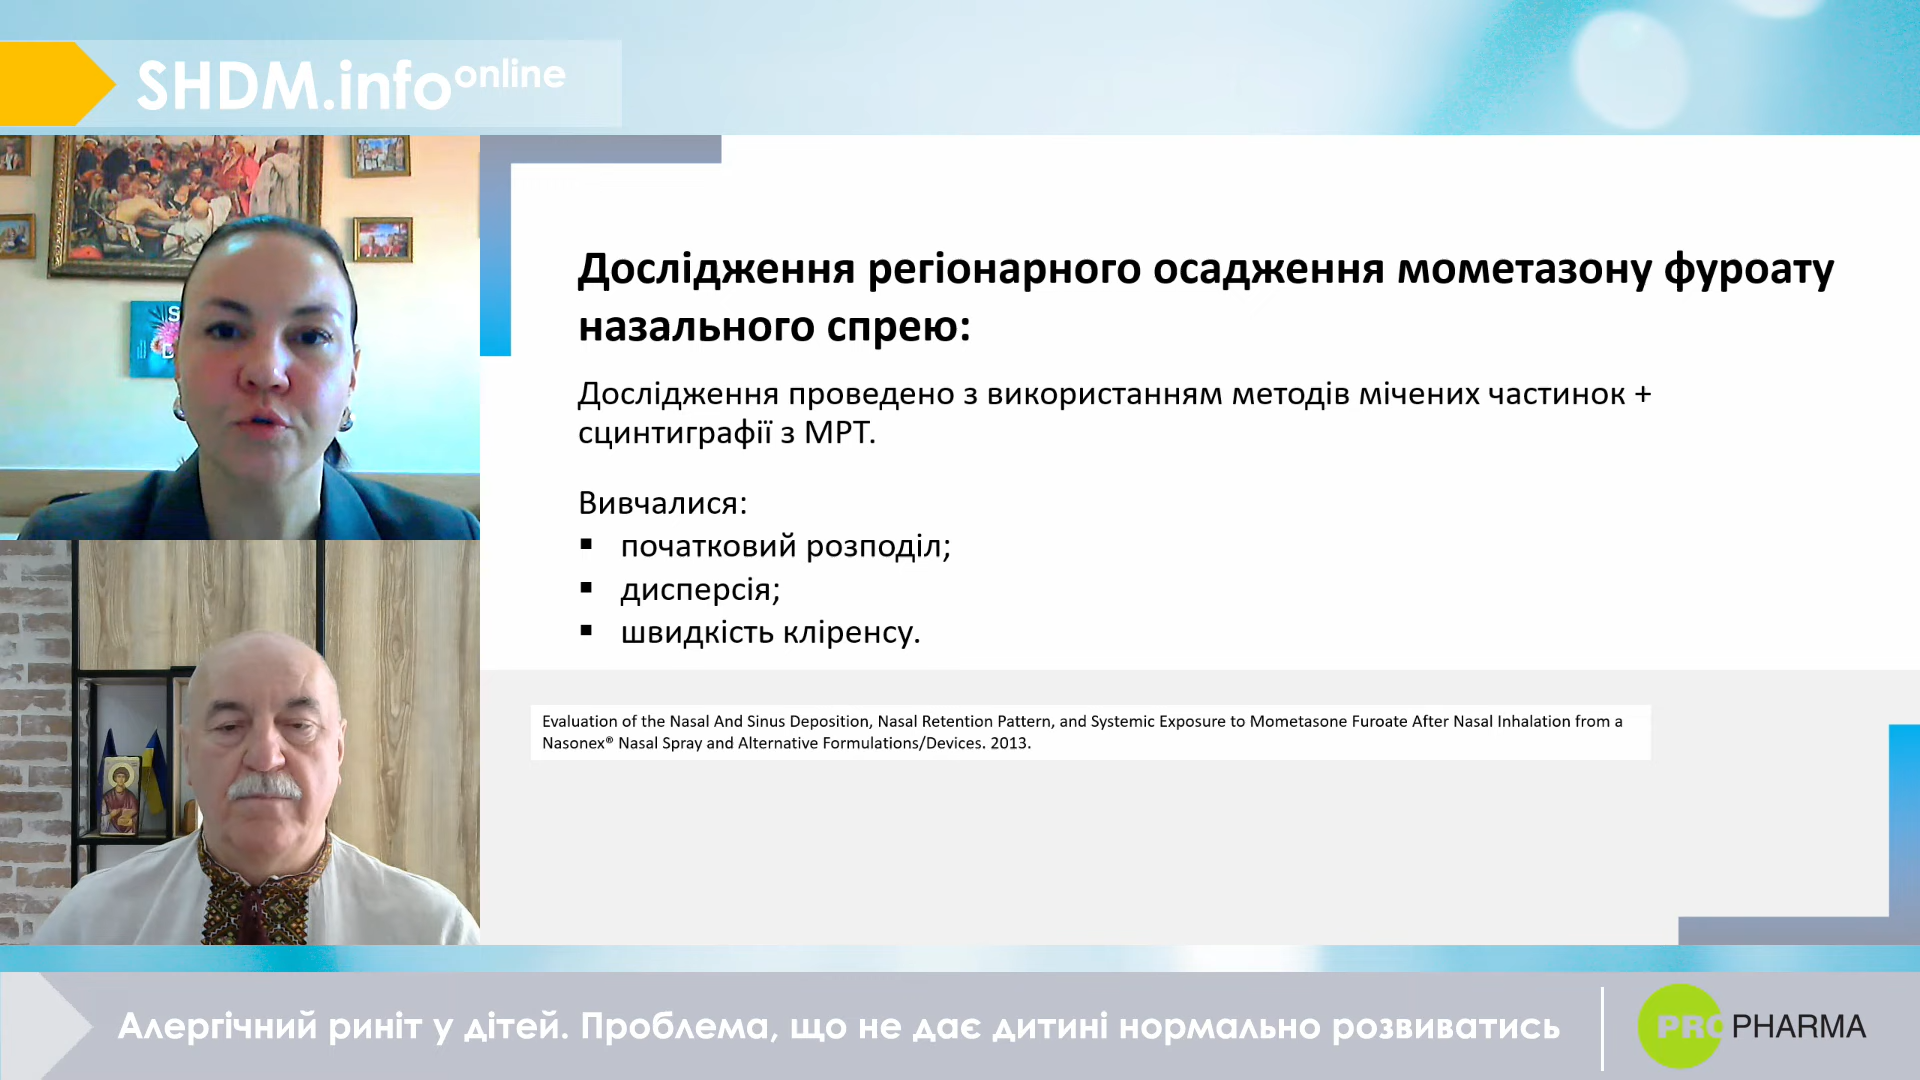 SHDM.info online
Дослідження регіонарного осадження мометазону фуроату
назального спрею:
Дослідження проведено з використанням методів мічених частинок +
сцинтиграфії з МРТ.
Вивчалися:
▪ початковий розподіл;
▪ дисперсія;
▪ швидкість кліренсу.
Evaluation of the Nasal And Sinus Deposition, Nasal Retention Pattern, and Systemic Exposure to Mometasone Furoate After Nasal Inhalation from a
Nasonex® Nasal Spray and Alternative Formulations/Devices. 2013.
Алергічний риніт у дітей. Проблема, що не дає дитині нормально розвиватись
PRO PHARMA